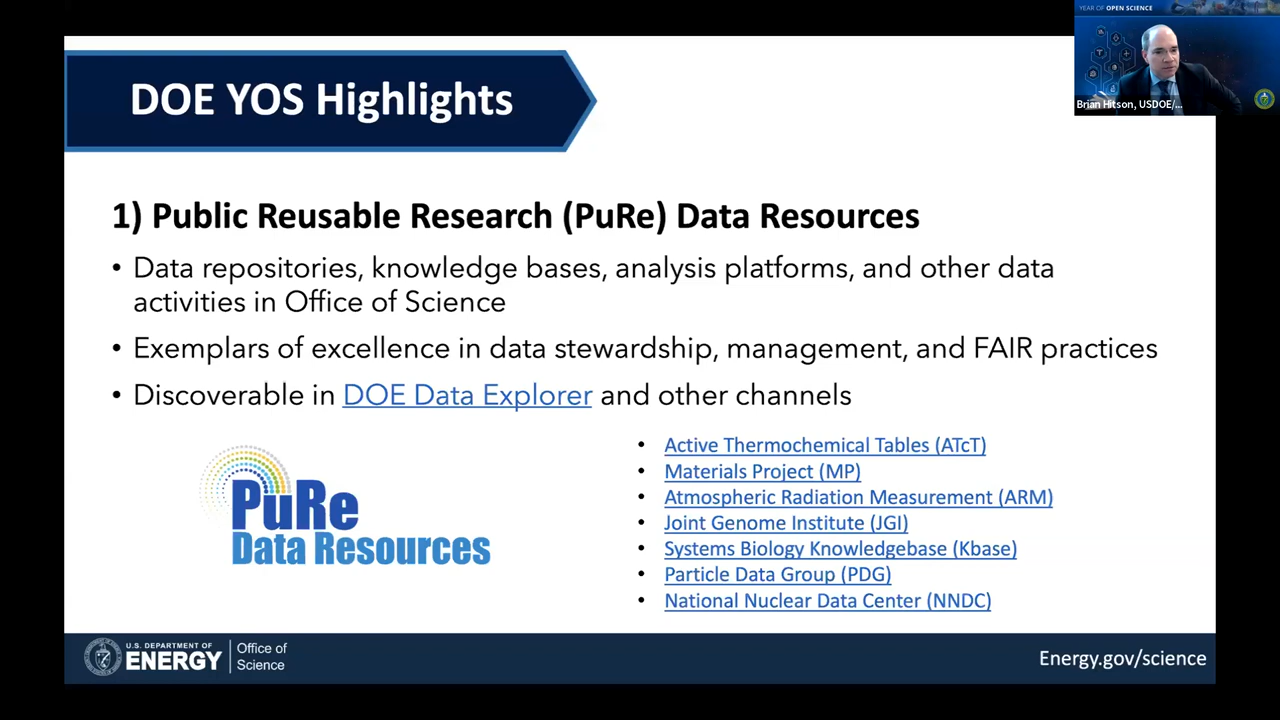 YEAR OF OPEN SCIENCE
Brian Hitson, USDOE/...
DOE YOS Highlights
1) Public Reusable Research (PuRe) Data Resources
• Data repositories, knowledge bases, analysis platforms, and other data
activities in Office of Science
• Exemplars of excellence in data stewardship, management, and FAIR practices
• Discoverable in DOE Data Explorer and other channels
PuRe
Data Resources
• Active Thermochemical Tables (ATcT)
• Materials Project (MP)
• Atmospheric Radiation Measurement (ARM)
• Joint Genome Institute (JGI)
• Systems Biology Knowledgebase (Kbase)
• Particle Data Group (PDG)
• National Nuclear Data Center (NNDC)
U.S. DEPARTMENT OF
ENERGY
Office of
Science
Energy.gov/science